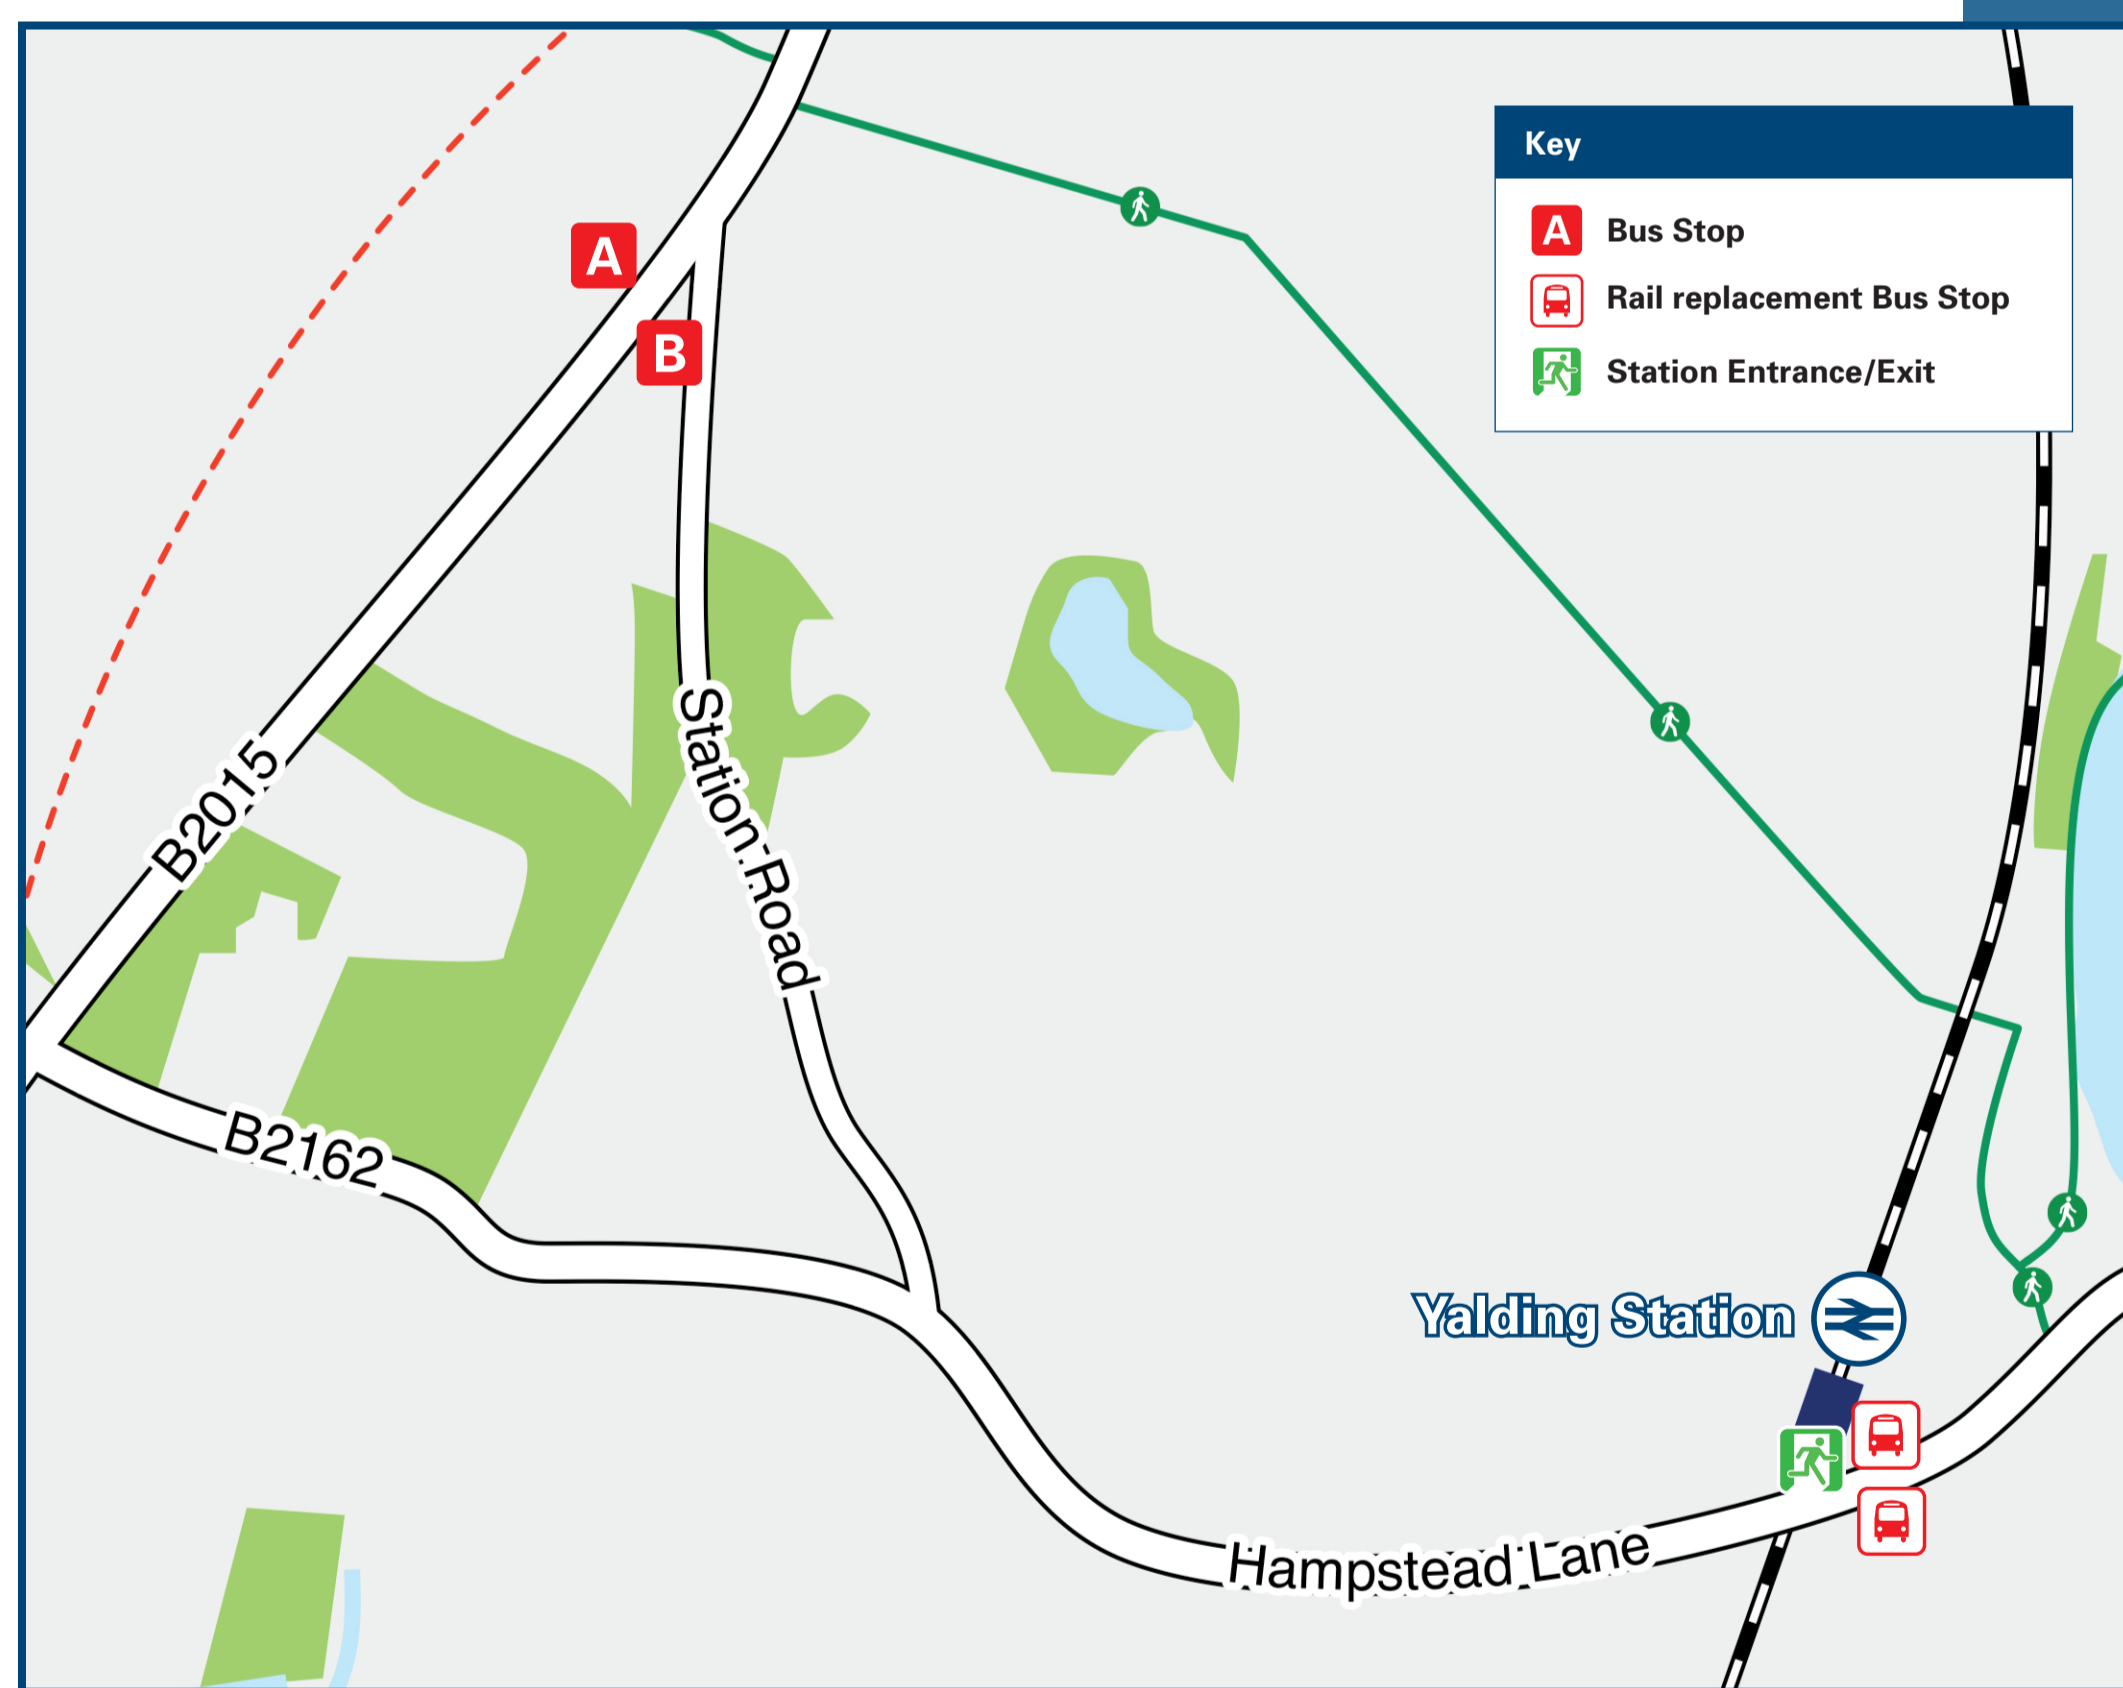 Key
A Bus Stop
Rail replacement Bus Stop
Station Entrance/Exit
A
B
Station Road
B2015
B2162
Yalding Station
Hampstead Lane